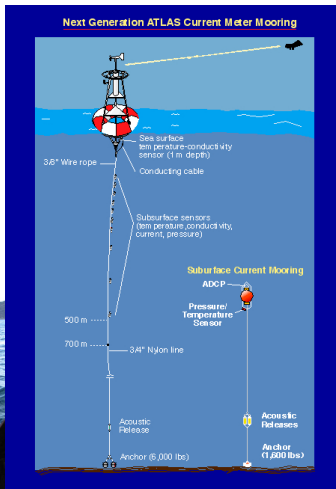 Next Generation ATLAS Current Meter Mooring
Sea surface
temperature-conductivity
sensor (1 m depth)
3/8" Wire rope
Conducting cable
Subsurface sensors
(temperature,conductivity,
current, pressure)
Suburface Current Mooring
ADCP
Pressure/
Temperature
Sensor
500 m
700 m
3/4" Nylon line
Acoustic
Release
Acoustic
Releases
Anchor (6,000 lbs)
Anchor
(1,600 lbs)